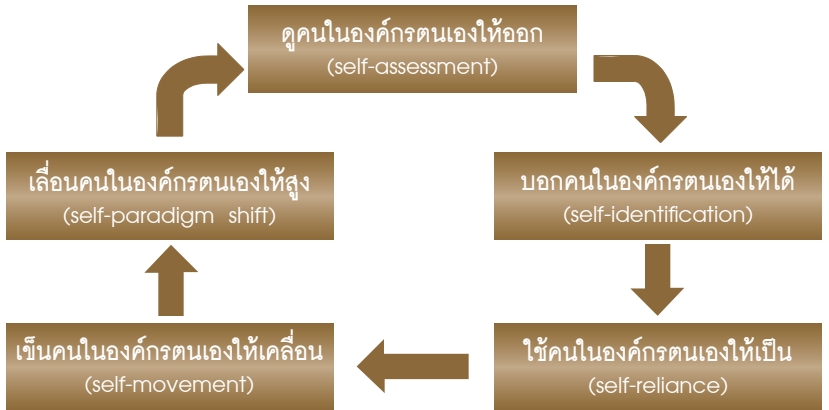 ดูคนในองค์กรตนเองให้ออก
(self-assessment)
บอกคนในองค์กรตนเองให้ได้
(self-identification)
ใช้คนในองค์กรตนเองให้เป็น
(self-reliance)
เข็นคนในองค์กรตนเองให้เคลื่อน
(self-movement)
เลื่อนคนในองค์กรตนเองให้สูง
(self-paradigm shift)